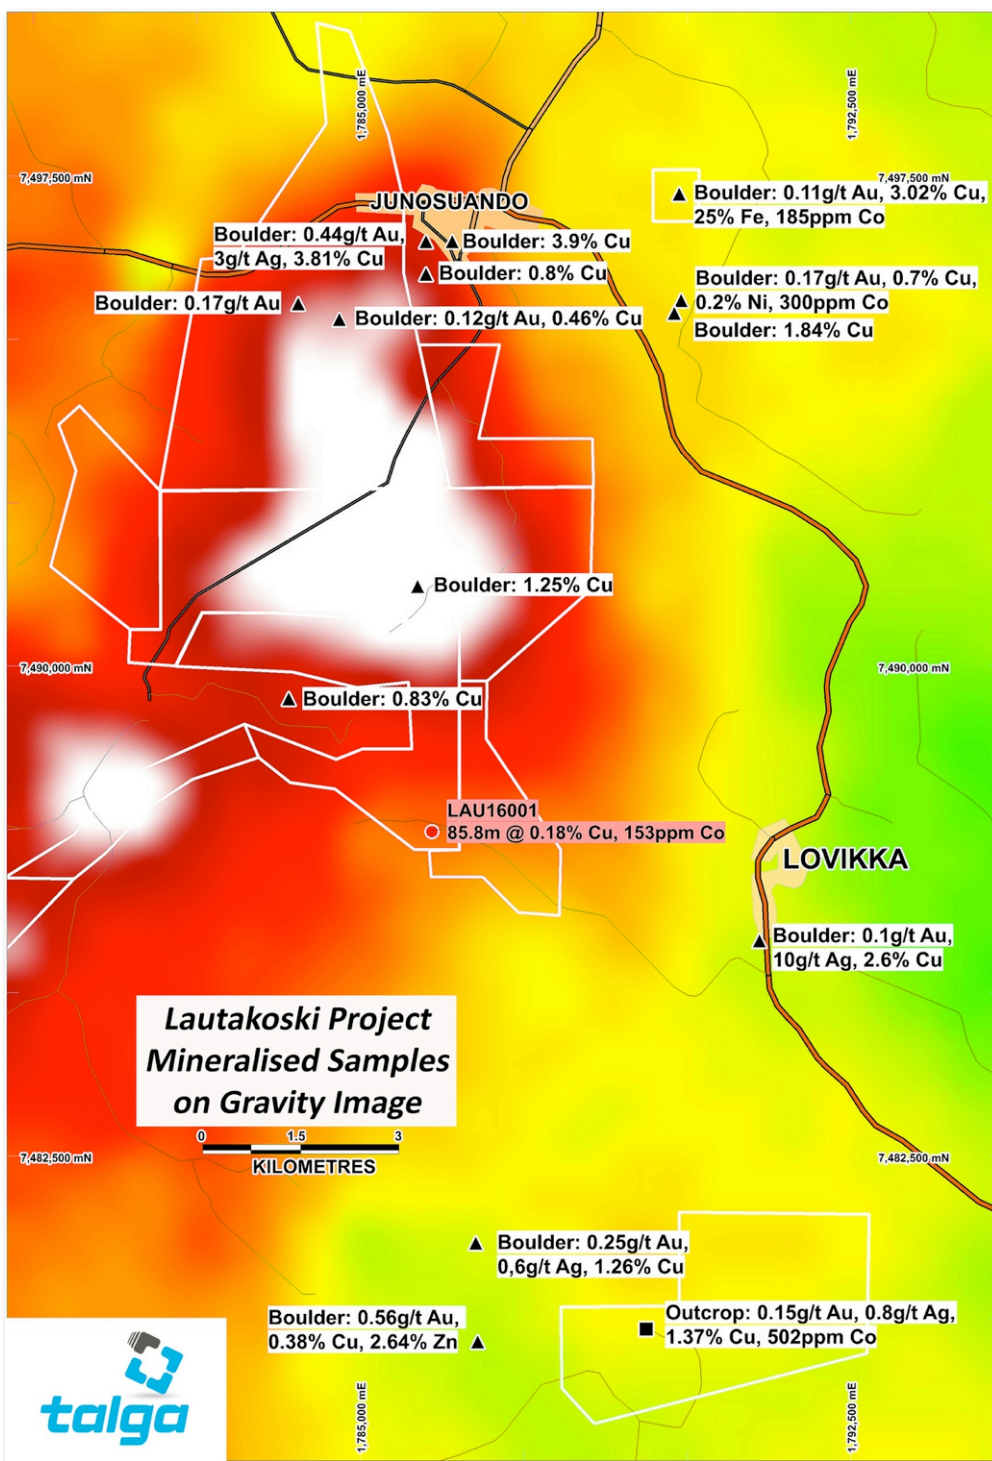 1,785,000 mE
1,792,500 mE
7,497,500 mN
7,497,500 mN
JUNOSUANDO
Boulder: 0.11g/t Au, 3.02% Cu,
25% Fe, 185ppm Co
Boulder: 0.44g/t Au,
3g/t Ag, 3.81% Cu
Boulder: 3.9% Cu
Boulder: 0.8% Cu
Boulder: 0.17g/t Au, 0.7% Cu,
0.2% Ni, 300ppm Co
Boulder: 0.17g/t Au
Boulder: 0.12g/t Au, 0.46% Cu
Boulder: 1.84% Cu
Boulder: 1.25% Cu
7,490,000 mN
7,490,000 mN
Boulder: 0.83% Cu
LAU16001
85.8m @ 0.18% Cu, 153ppm Co
LOVIKKA
Boulder: 0.1g/t Au,
10g/t Ag, 2.6% Cu
Lautakoski Project
Mineralised Samples
on Gravity Image
0 1.5 3
KILOMETRES
7,482,500 mN
7,482,500 mN
Boulder: 0.25g/t Au,
0,6g/t Ag, 1.26% Cu
Boulder: 0.56g/t Au,
0.38% Cu, 2.64% Zn
Outcrop: 0.15g/t Au, 0.8g/t Ag,
1.37% Cu, 502ppm Co
talga
1,785,000 mE
1,792,500 mE